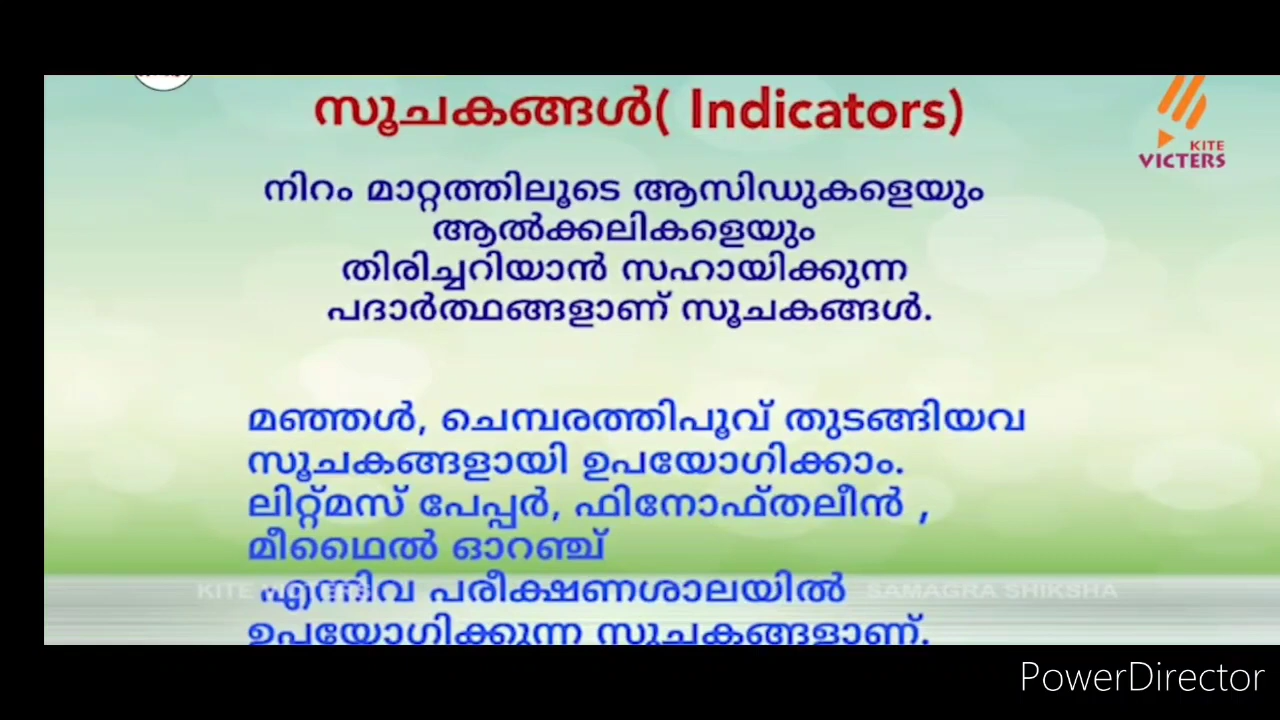 സൂചകങ്ങൾ( Indicators)
KITE
VICTERS
നിറം മാറ്റത്തിലൂടെ ആസിഡുകളെയും
ആൽക്കലികളെയും
തിരിച്ചറിയാൻ സഹായിക്കുന്ന
പദാർത്ഥങ്ങളാണ് സൂചകങ്ങൾ.
മഞ്ഞൾ, ചെമ്പരത്തിപൂവ് തുടങ്ങിയവ
സൂചകങ്ങളായി ഉപയോഗിക്കാം.
ലിറ്റ്മസ് പേപ്പർ, ഫിനോഫ്തലീൻ ,
മീഥൈൽ ഓറഞ്ച്
എന്നിവ പരീക്ഷണശാലയിൽ
KITE VICTERS SAMAGRA SHIKSHA
ഉപയോഗിക്കുന്ന സൂചകങ്ങളാണ്.
PowerDirector